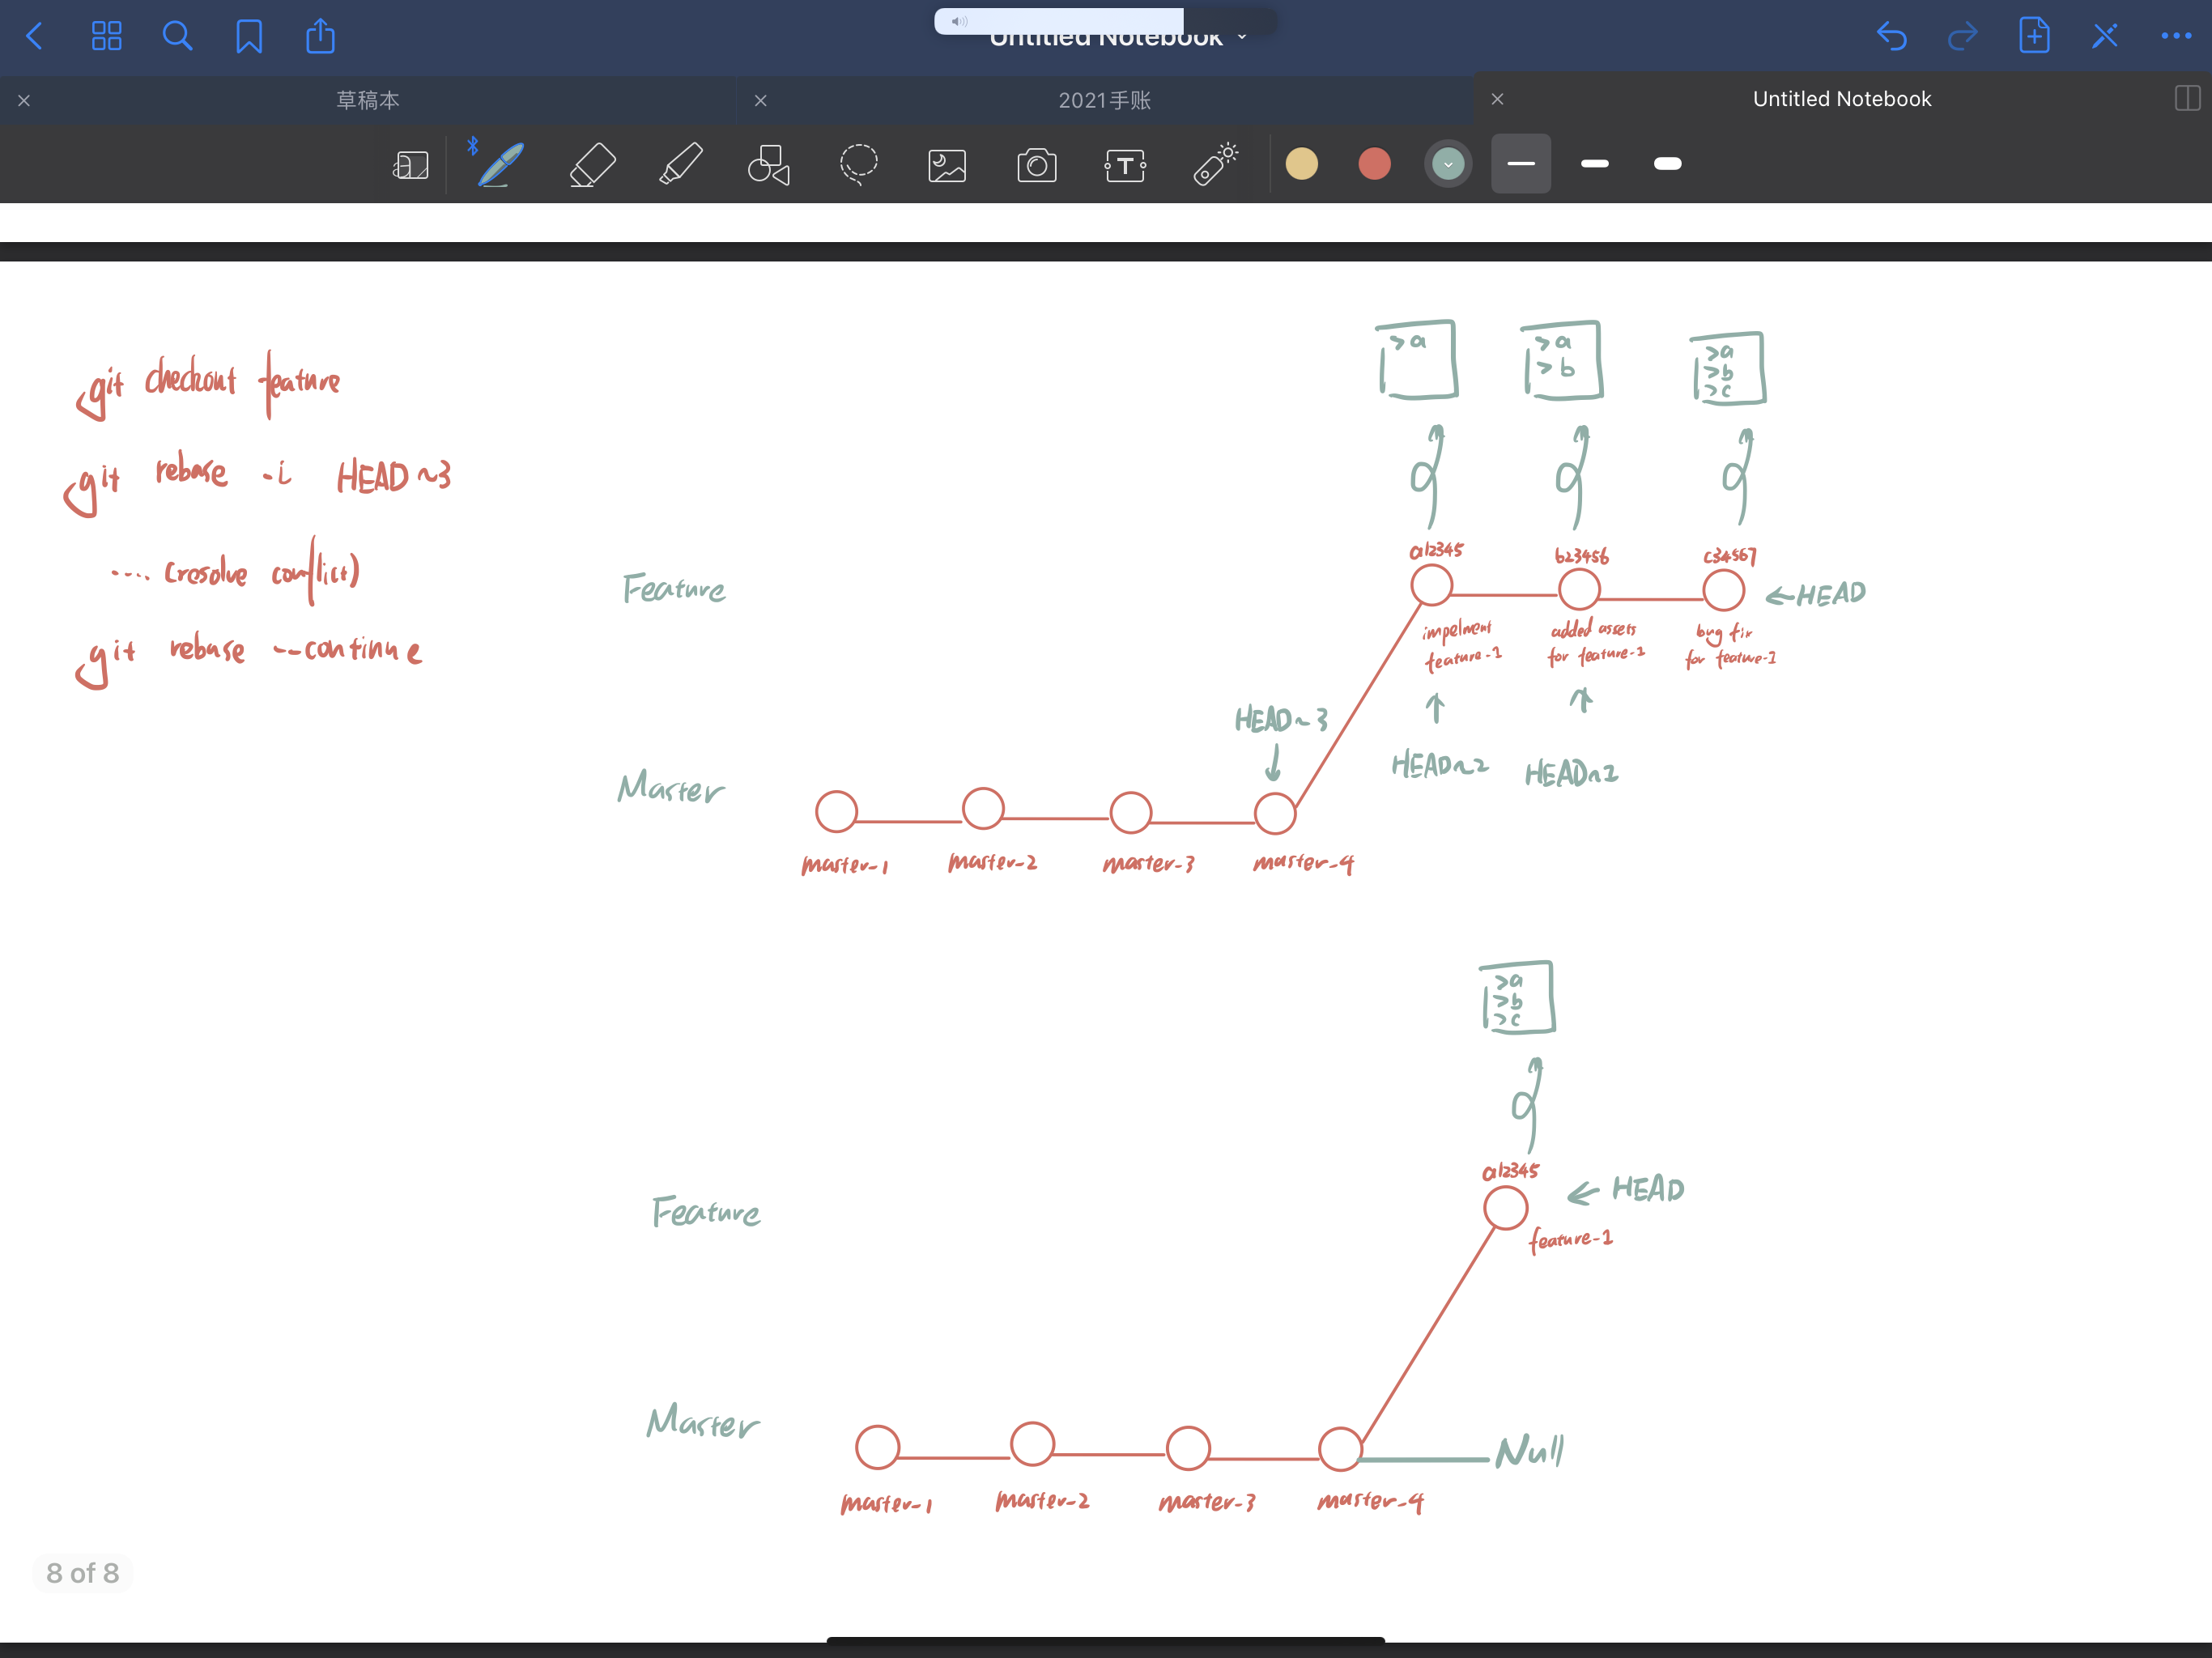 Untitled Notebook
草稿本
2021手账
Untitled Notebook
git checkout feature
git rebase -i HEAD~3
.... (resolve conflict)
git rebase --continue
>a
>a
>b
>a
>b
>c
a12345
b23456
c34567
Feature
←HEAD
impelment
feature-1
added assets
for feature-1
bug fix
for feature-1
HEAD~3
HEAD~2
HEAD~1
Master
master-1
master-2
master-3
master-4
>a
>b
>c
a12345
← HEAD
Feature
feature-1
Master
Null
master-1
master-2
master-3
master-4
8 of 8